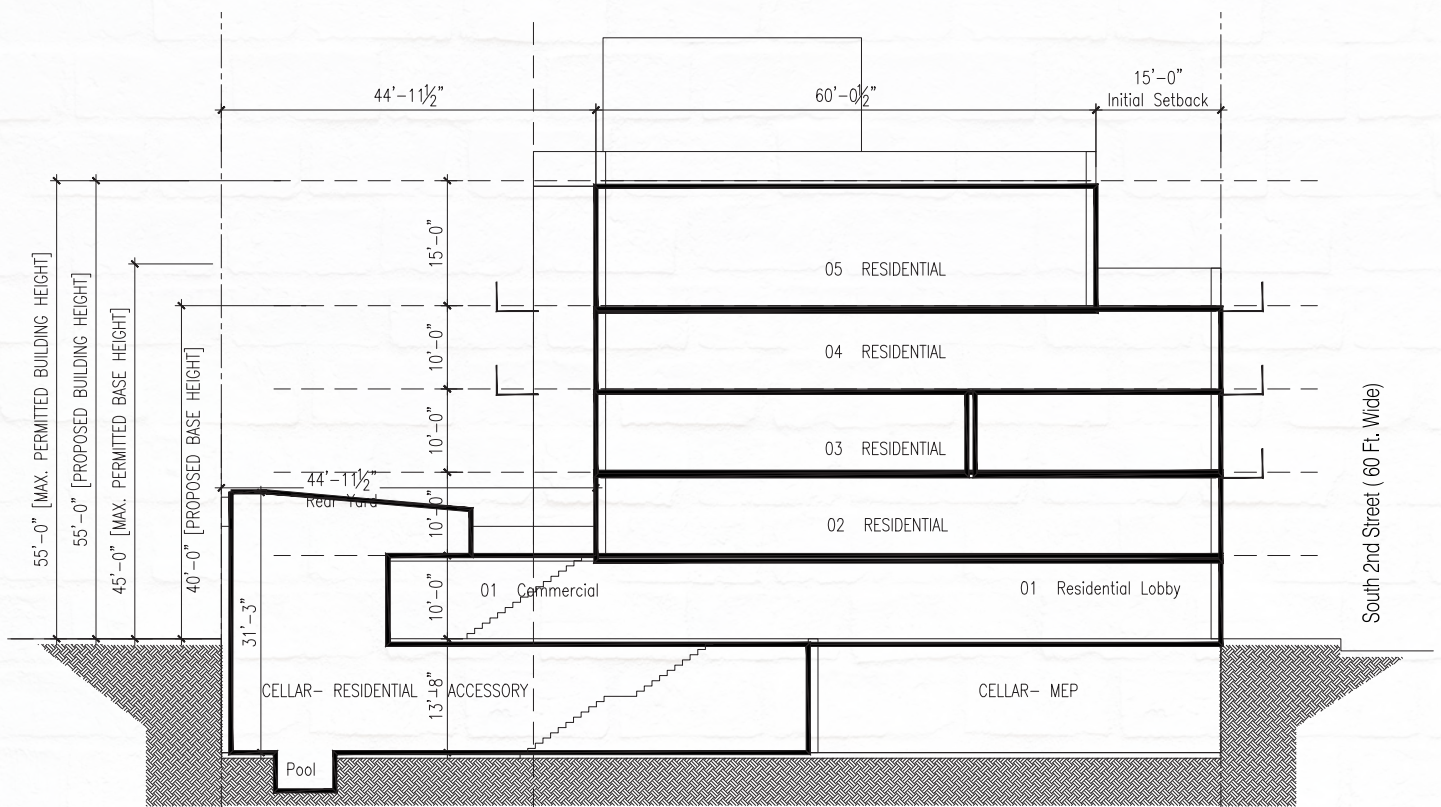 44'-11½"
60'-0½"
15'-0"
Initial Setback
55'-0" [MAX. PERMITTED BUILDING HEIGHT]
55'-0" [PROPOSED BUILDING HEIGHT]
45'-0" [MAX. PERMITTED BASE HEIGHT]
40'-0" [PROPOSED BASE HEIGHT]
15'-0"
05 RESIDENTIAL
10'-0"
04 RESIDENTIAL
10'-0"
03 RESIDENTIAL
44'-11½"
Rear Yard
10'-0"
02 RESIDENTIAL
10'-0"
01 Commercial
01 Residential Lobby
31'-3"
13'-8"
CELLAR- RESIDENTIAL ACCESSORY
CELLAR- MEP
Pool
South 2nd Street ( 60 Ft. Wide)